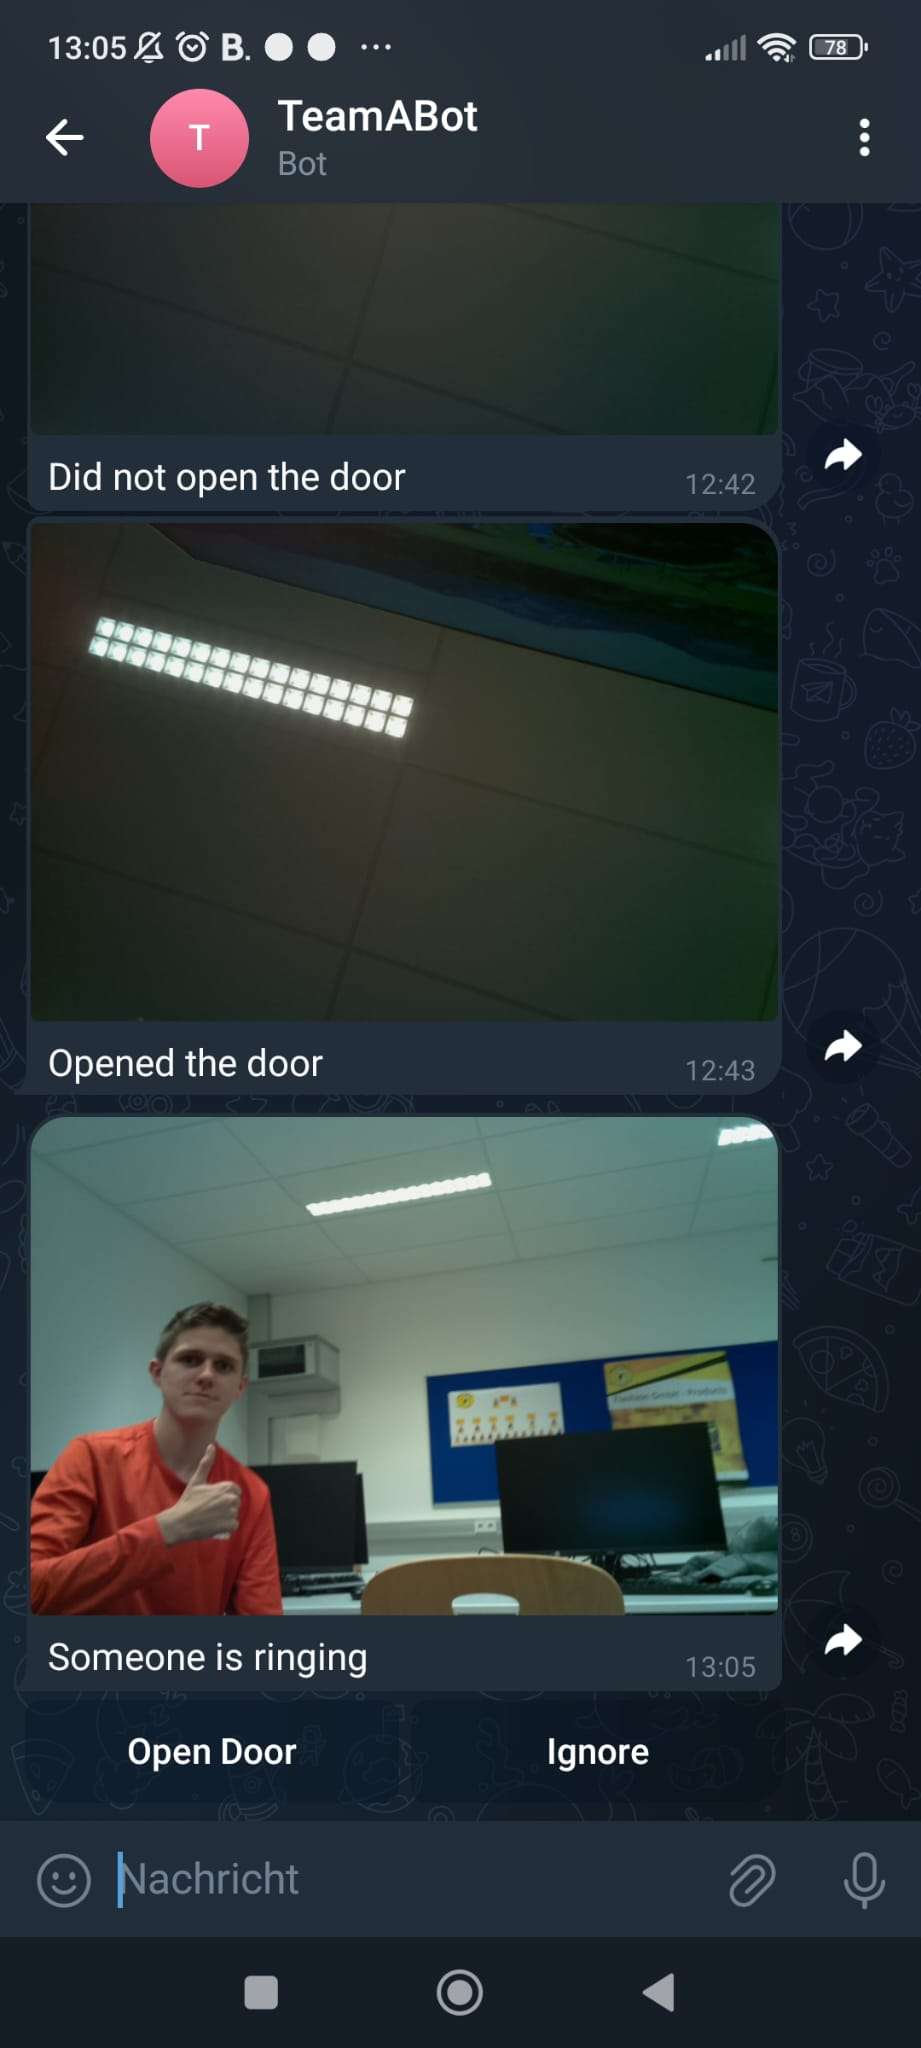 13:05 B. ... 78
T
TeamABot
Bot
Did not open the door
12:42
Opened the door
12:43
Someone is ringing
13:05
Open Door Ignore
Nachricht